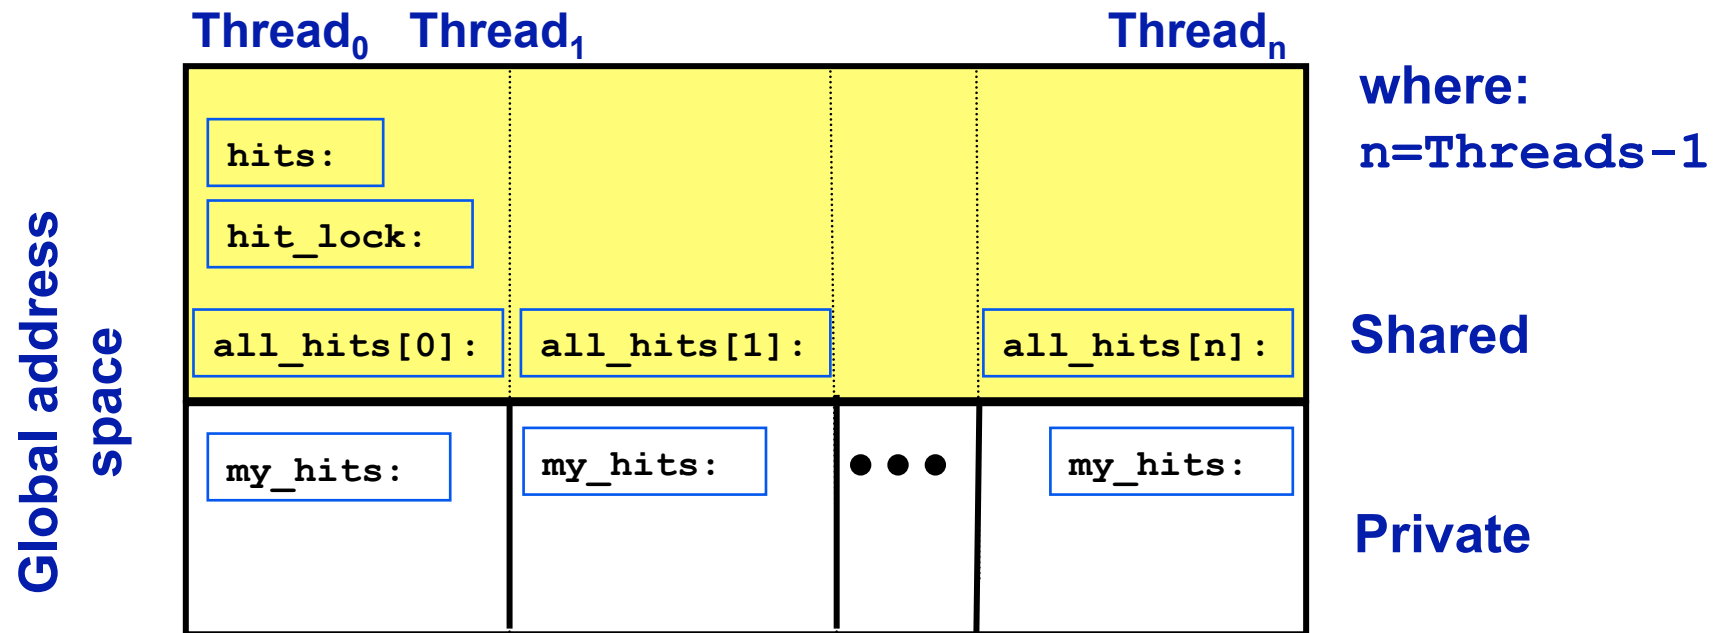 Thread0 Thread1 Threadn
where:
n=Threads-1
hits:
hit_lock:
all_hits[0]: all_hits[1]: all_hits[n]:
Shared
my_hits: my_hits: ●●● my_hits:
Private
Global address
space